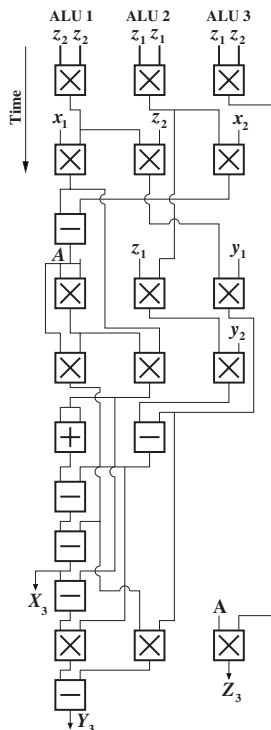 ALU 1 ALU 2 ALU 3
z₂ z₂ z₁ z₁ z₁ z₂
Time
x₁ z₂ x₂
A z₁ y₁
y₂
X₃ A
Z₃
Y₃